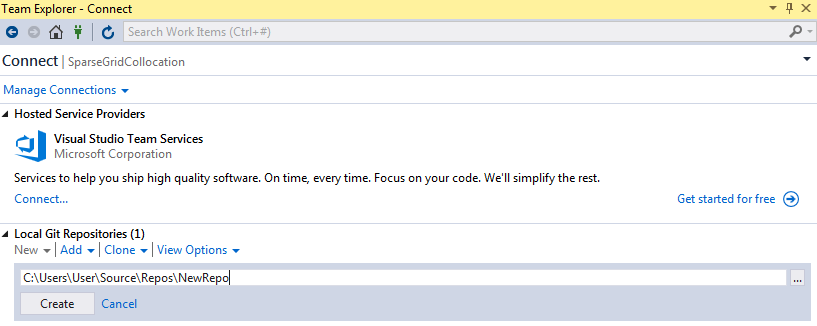 Team Explorer - Connect
Search Work Items (Ctrl+#)
Connect | SparseGridCollocation
Manage Connections
Hosted Service Providers
Visual Studio Team Services
Microsoft Corporation
Services to help you ship high quality software. On time, every time. Focus on your code. We'll simplify the rest.
Connect... Get started for free
Local Git Repositories (1)
New | Add | Clone | View Options
C:\Users\User\Source\Repos\NewRepo ...
Create Cancel